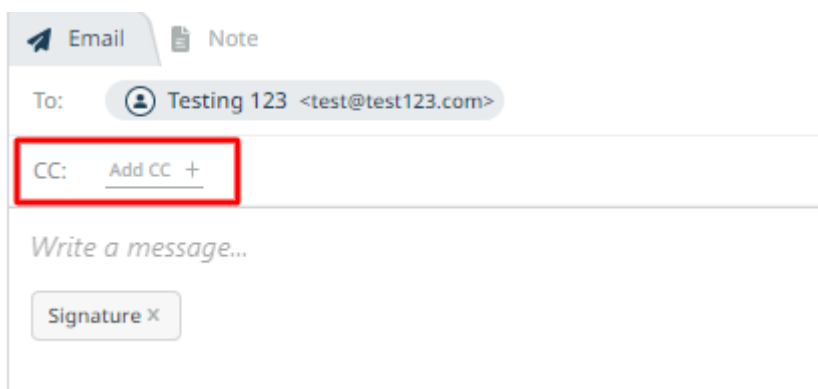 Email Note
To: Testing 123 <test@test123.com>
CC: Add CC +
Write a message...
Signature x